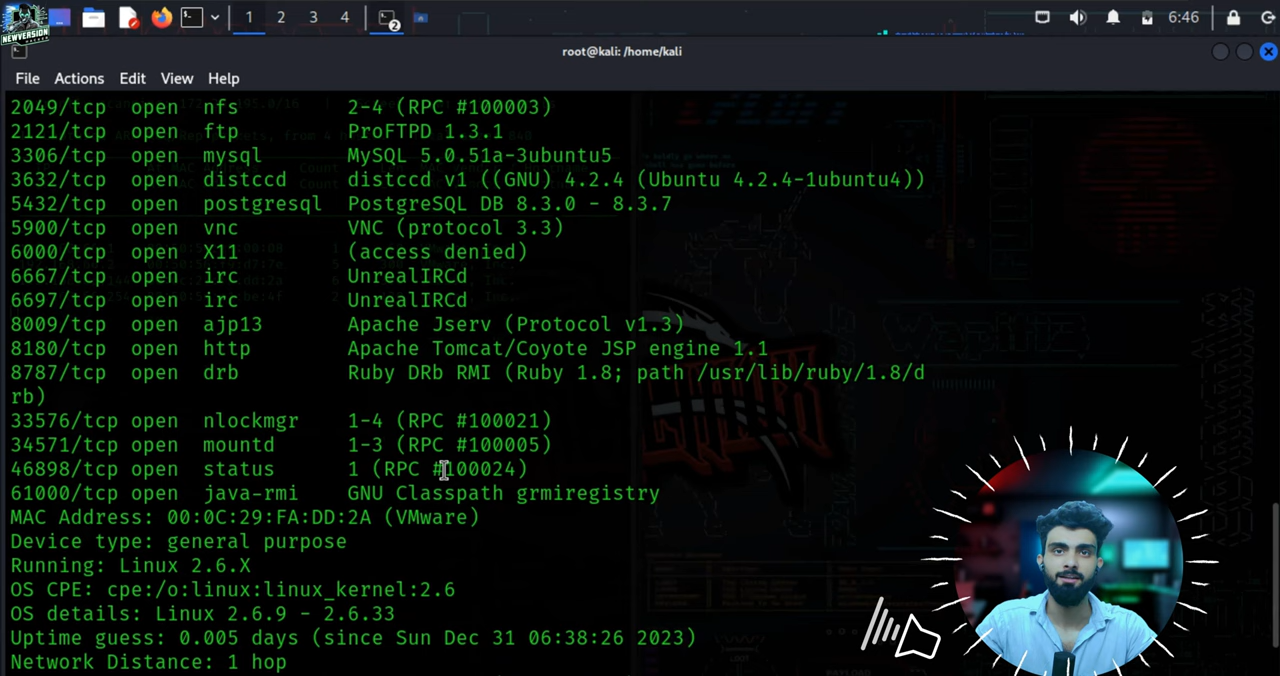 NEWVERSION
1 2 3 4
2
6:46
root@kali: /home/kali
File Actions Edit View Help
2049/tcp open nfs 2-4 (RPC #100003)
2121/tcp open ftp ProFTPD 1.3.1
3306/tcp open mysql MySQL 5.0.51a-3ubuntu5
3632/tcp open distccd distccd v1 ((GNU) 4.2.4 (Ubuntu 4.2.4-1ubuntu4))
5432/tcp open postgresql PostgreSQL DB 8.3.0 - 8.3.7
5900/tcp open vnc VNC (protocol 3.3)
6000/tcp open X11 (access denied)
6667/tcp open irc UnrealIRCd
6697/tcp open irc UnrealIRCd
8009/tcp open ajp13 Apache Jserv (Protocol v1.3)
8180/tcp open http Apache Tomcat/Coyote JSP engine 1.1
8787/tcp open drb Ruby DRb RMI (Ruby 1.8; path /usr/lib/ruby/1.8/d
rb)
33576/tcp open nlockmgr 1-4 (RPC #100021)
34571/tcp open mountd 1-3 (RPC #100005)
46898/tcp open status 1 (RPC #100024)
61000/tcp open java-rmi GNU Classpath grmiregistry
MAC Address: 00:0C:29:FA:DD:2A (VMware)
Device type: general purpose
Running: Linux 2.6.X
OS CPE: cpe:/o:linux:linux_kernel:2.6
OS details: Linux 2.6.9 - 2.6.33
Uptime guess: 0.005 days (since Sun Dec 31 06:38:26 2023)
Network Distance: 1 hop